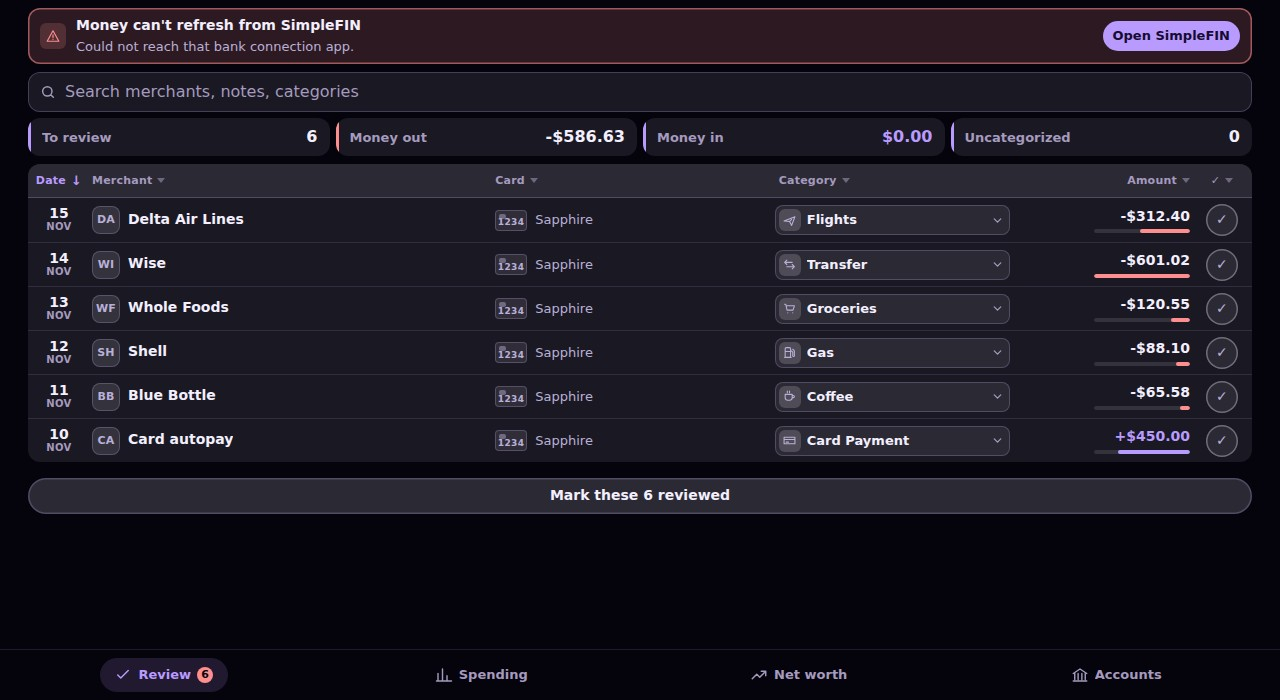 Money can't refresh from SimpleFIN
Could not reach that bank connection app.
Open SimpleFIN
Search merchants, notes, categories
To review 6
Money out -$586.63
Money in $0.00
Uncategorized 0
Date ↓ Merchant Card Category Amount ✓
15 NOV DA Delta Air Lines 1234 Sapphire Flights -$312.40 ✓
14 NOV WI Wise 1234 Sapphire Transfer -$601.02 ✓
13 NOV WF Whole Foods 1234 Sapphire Groceries -$120.55 ✓
12 NOV SH Shell 1234 Sapphire Gas -$88.10 ✓
11 NOV BB Blue Bottle 1234 Sapphire Coffee -$65.58 ✓
10 NOV CA Card autopay 1234 Sapphire Card Payment +$450.00 ✓
Mark these 6 reviewed
Review 6 Spending Net worth Accounts